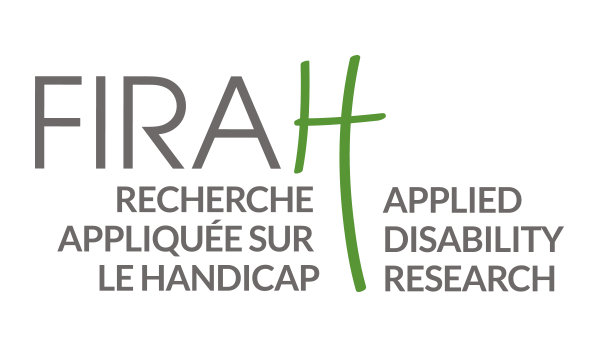 FIRAH
RECHERCHE
APPLIQUÉE SUR
LE HANDICAP
APPLIED
DISABILITY
RESEARCH